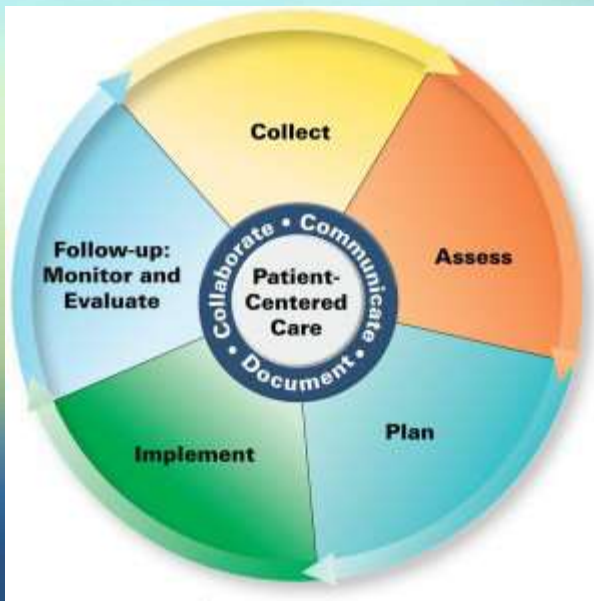 Collect
Assess
Plan
Implement
Follow-up:
Monitor and
Evaluate
Collaborate • Communicate
• Document •
Patient-
Centered
Care